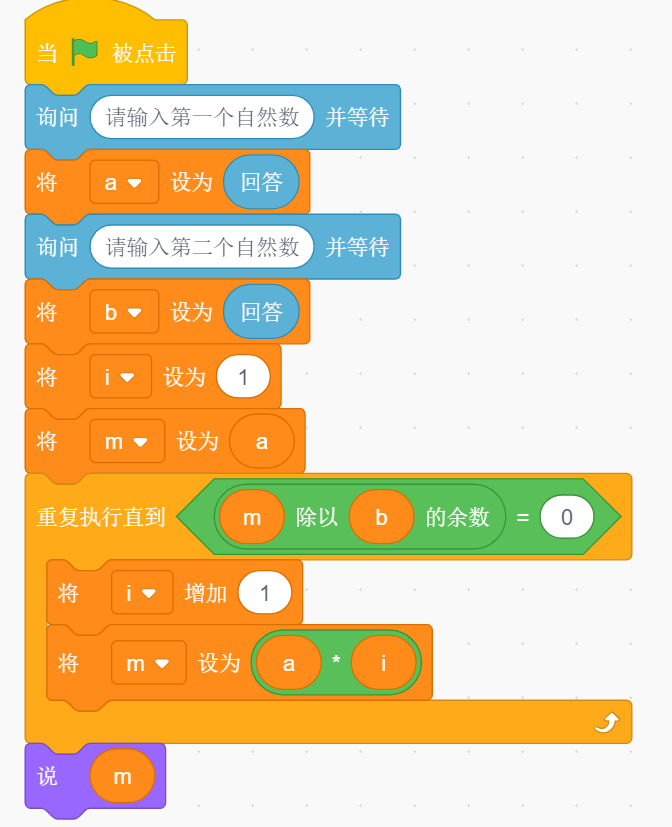 当 被点击
询问 请输入第一个自然数 并等待
将 a 设为 回答
询问 请输入第二个自然数 并等待
将 b 设为 回答
将 i 设为 1
将 m 设为 a
重复执行直到 m 除以 b 的余数 = 0
将 i 增加 1
将 m 设为 a * i
说 m